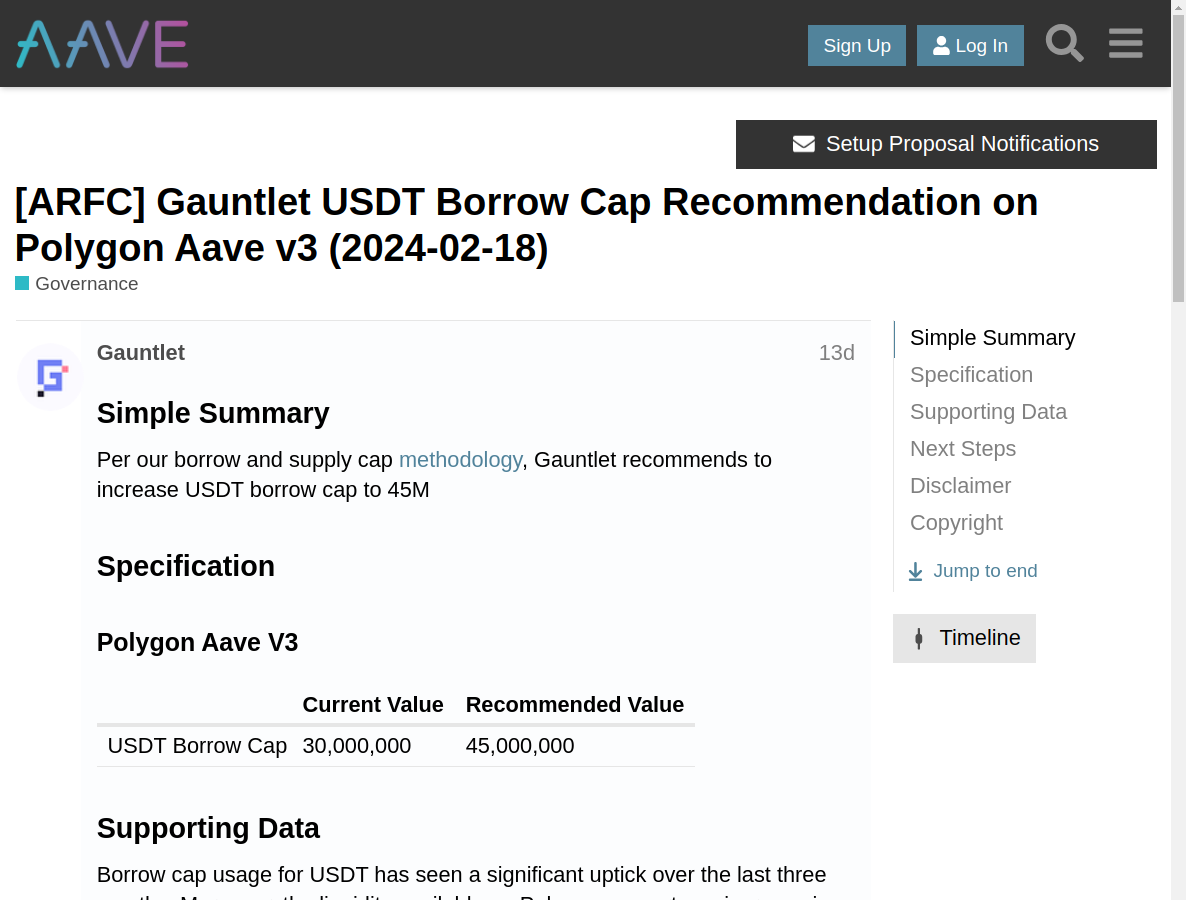 AAVE
Sign Up
Log In
Setup Proposal Notifications
[ARFC] Gauntlet USDT Borrow Cap Recommendation on
Polygon Aave v3 (2024-02-18)
Governance
Gauntlet
13d
Simple Summary
Per our borrow and supply cap methodology, Gauntlet recommends to
increase USDT borrow cap to 45M
Specification
Polygon Aave V3
Current Value Recommended Value
USDT Borrow Cap 30,000,000 45,000,000
Supporting Data
Borrow cap usage for USDT has seen a significant uptick over the last three
Simple Summary
Specification
Supporting Data
Next Steps
Disclaimer
Copyright
Jump to end
Timeline